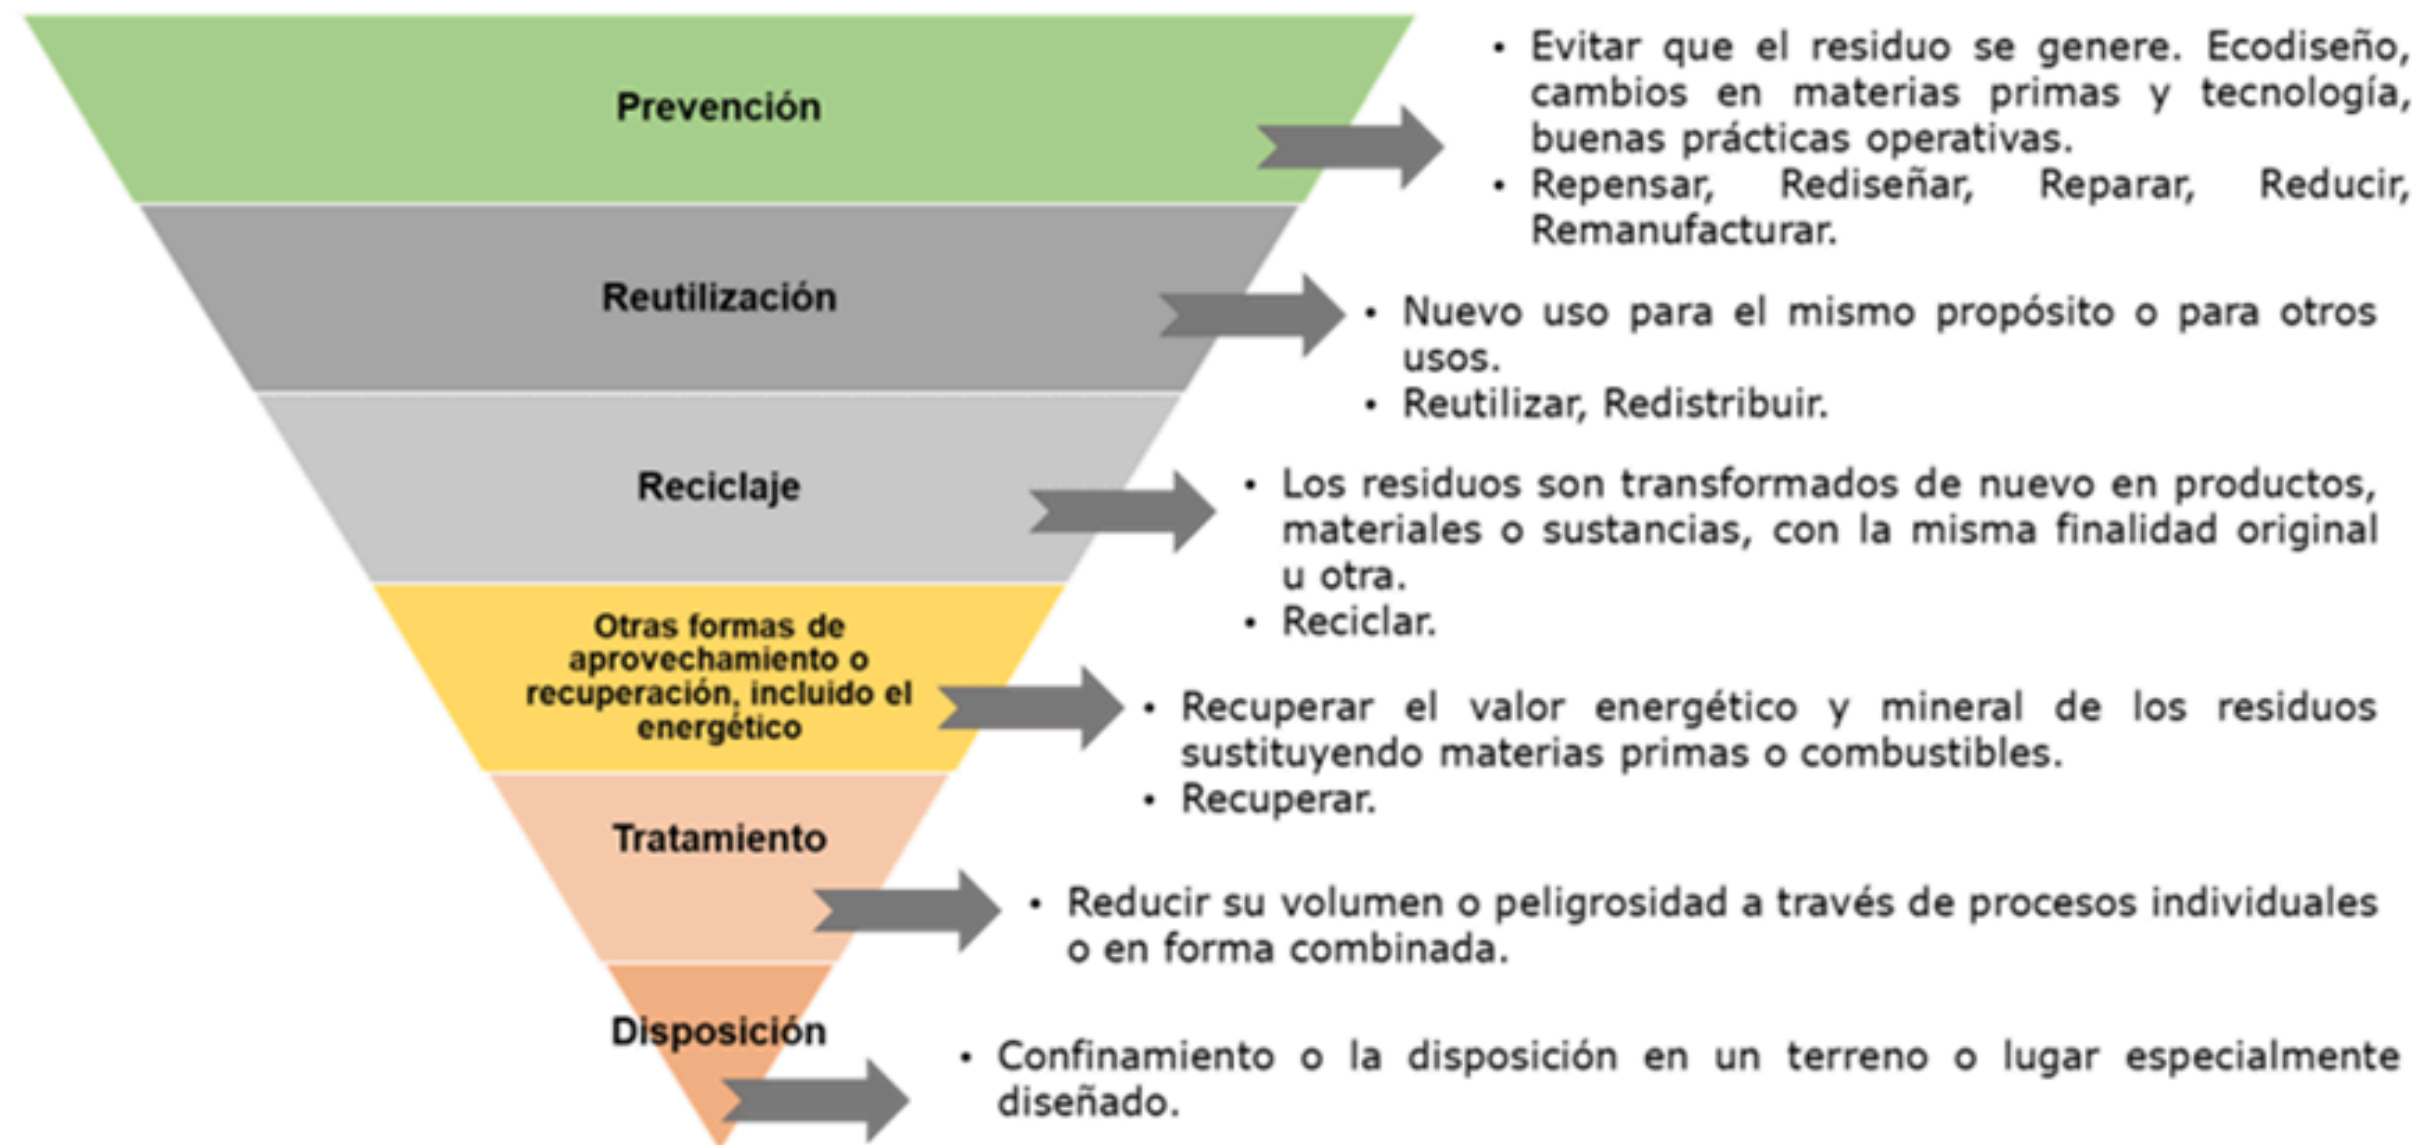 Prevención
• Evitar que el residuo se genere. Ecodiseño,
cambios en materias primas y tecnología,
buenas prácticas operativas.
• Repensar, Rediseñar, Reparar, Reducir,
Remanufacturar.
Reutilización
• Nuevo uso para el mismo propósito o para otros
usos.
• Reutilizar, Redistribuir.
Reciclaje
• Los residuos son transformados de nuevo en productos,
materiales o sustancias, con la misma finalidad original
u otra.
• Reciclar.
Otras formas de
aprovechamiento o
recuperación, incluido el
energético
• Recuperar el valor energético y mineral de los residuos
sustituyendo materias primas o combustibles.
• Recuperar.
Tratamiento
• Reducir su volumen o peligrosidad a través de procesos individuales
o en forma combinada.
Disposición
• Confinamiento o la disposición en un terreno o lugar especialmente
diseñado.